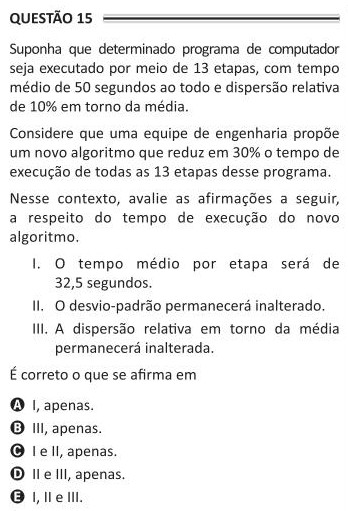 QUESTÃO 15
Suponha que determinado programa de computador
seja executado por meio de 13 etapas, com tempo
médio de 50 segundos ao todo e dispersão relativa
de 10% em torno da média.
Considere que uma equipe de engenharia propõe
um novo algoritmo que reduz em 30% o tempo de
execução de todas as 13 etapas desse programa.
Nesse contexto, avalie as afirmações a seguir,
a respeito do tempo de execução do novo
algoritmo.
I. O tempo médio por etapa será de
32,5 segundos.
II. O desvio-padrão permanecerá inalterado.
III. A dispersão relativa em torno da média
permanecerá inalterada.
É correto o que se afirma em
A I, apenas.
B III, apenas.
C I e II, apenas.
D II e III, apenas.
E I, II e III.